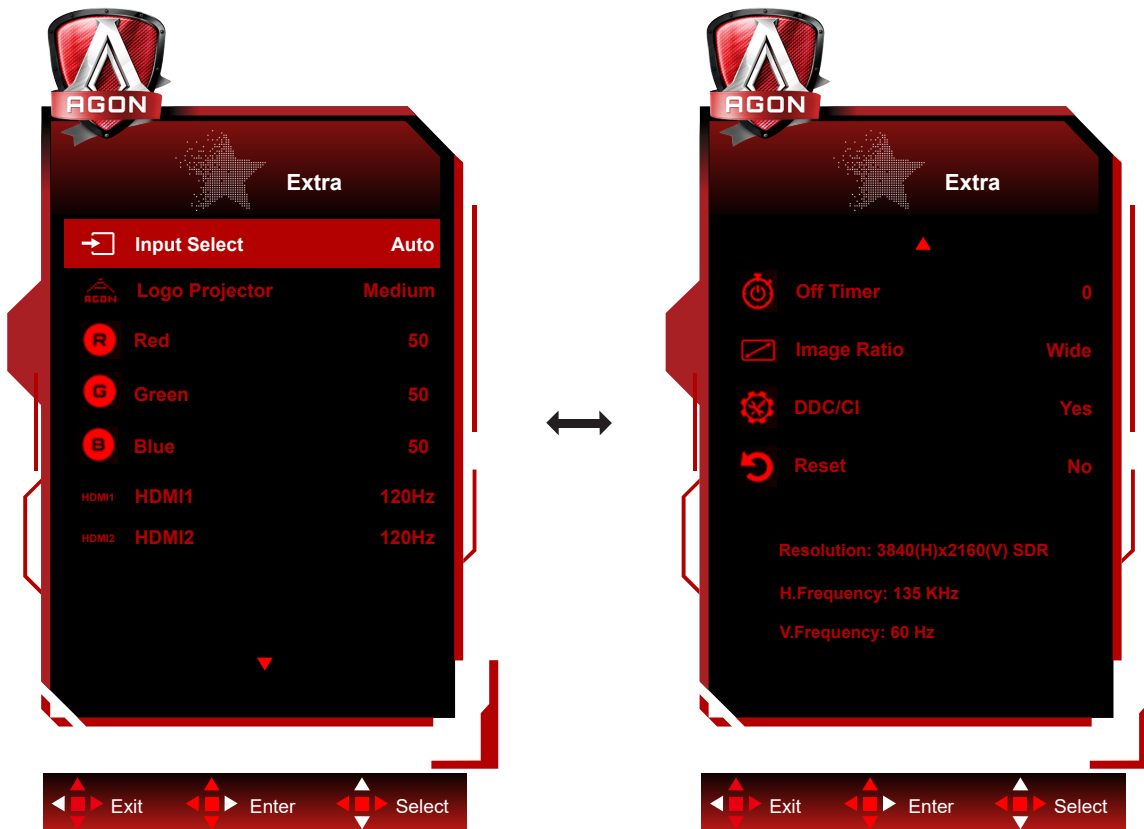 AGON
Extra
Input Select Auto
AGON Logo Projector Medium
R Red 50
G Green 50
B Blue 50
HDMI1 HDMI1 120Hz
HDMI2 HDMI2 120Hz
Exit Enter Select
AGON
Extra
Off Timer 0
Image Ratio Wide
DDC/CI Yes
Reset No
Resolution: 3840(H)x2160(V) SDR
H.Frequency: 135 KHz
V.Frequency: 60 Hz
Exit Enter Select